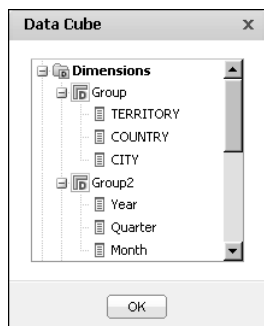 Data Cube x
Dimensions
Group
TERRITORY
COUNTRY
CITY
Group2
Year
Quarter
Month
OK